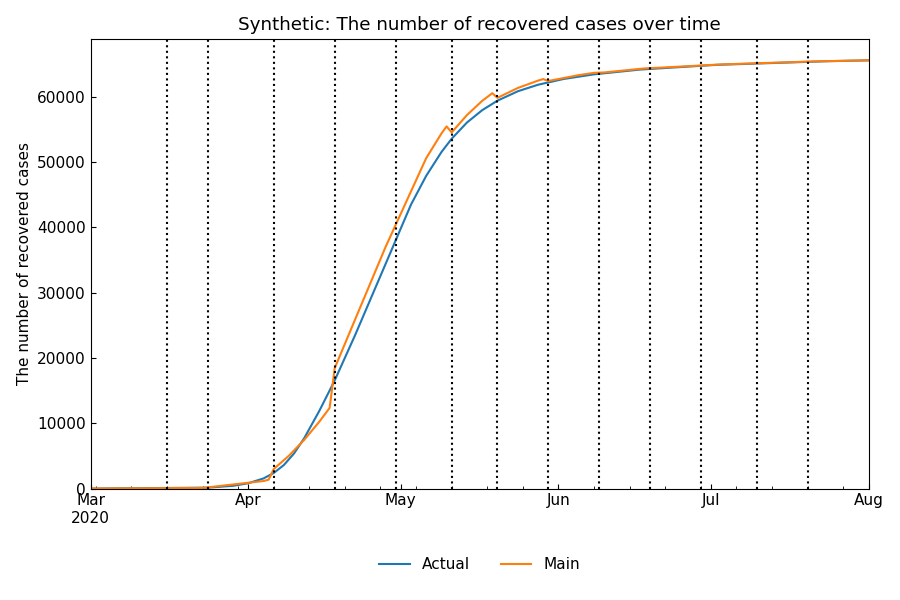 Synthetic: The number of recovered cases over time
The number of recovered cases
60000
50000
40000
30000
20000
10000
0
Mar Apr May Jun Jul Aug
2020
Actual Main